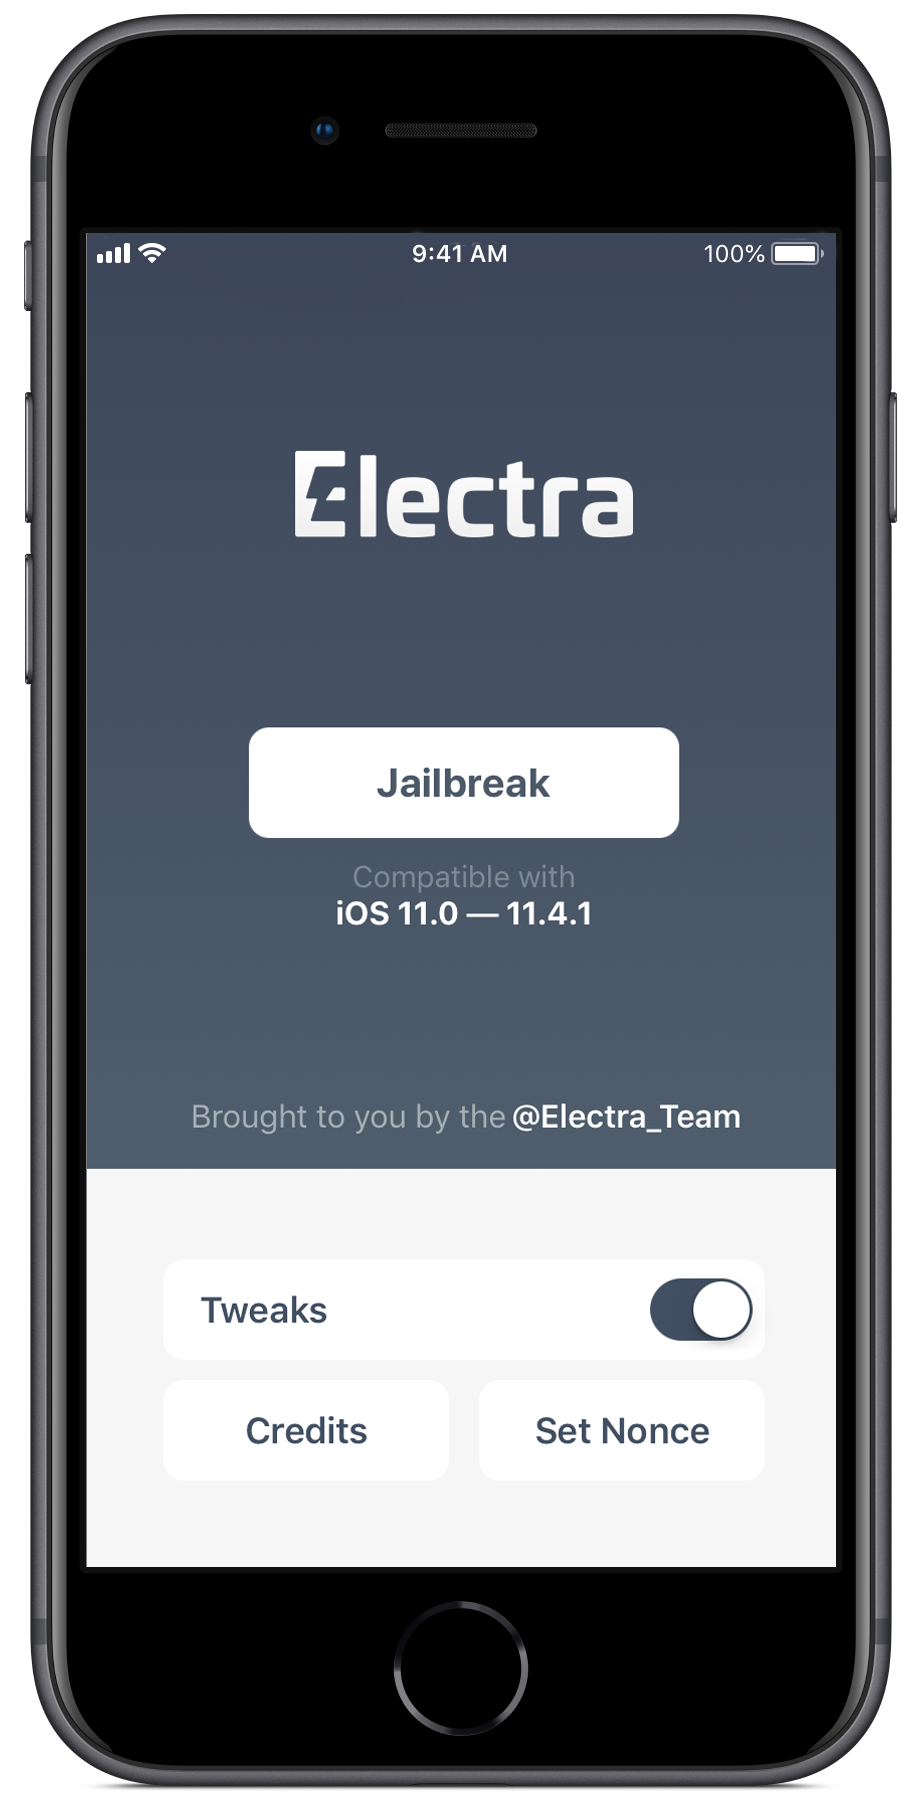 9:41 AM 100%
Electra
Jailbreak
Compatible with
iOS 11.0 — 11.4.1
Brought to you by the @Electra_Team
Tweaks
Credits Set Nonce